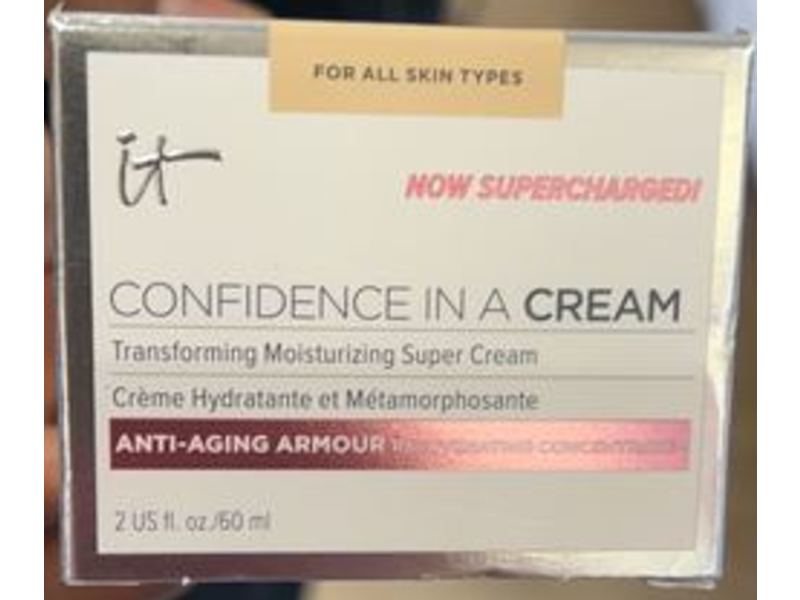 FOR ALL SKIN TYPES
it
NOW SUPERCHARGED!
CONFIDENCE IN A CREAM
Transforming Moisturizing Super Cream
Crème Hydratante et Métamorphosante
ANTI-AGING ARMOUR
2 US fl. oz./60 ml